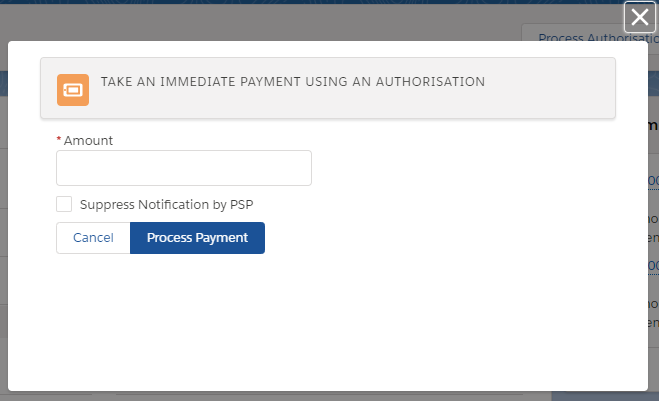 Process Authorisatio
TAKE AN IMMEDIATE PAYMENT USING AN AUTHORISATION
* Amount
Suppress Notification by PSP
Cancel
Process Payment